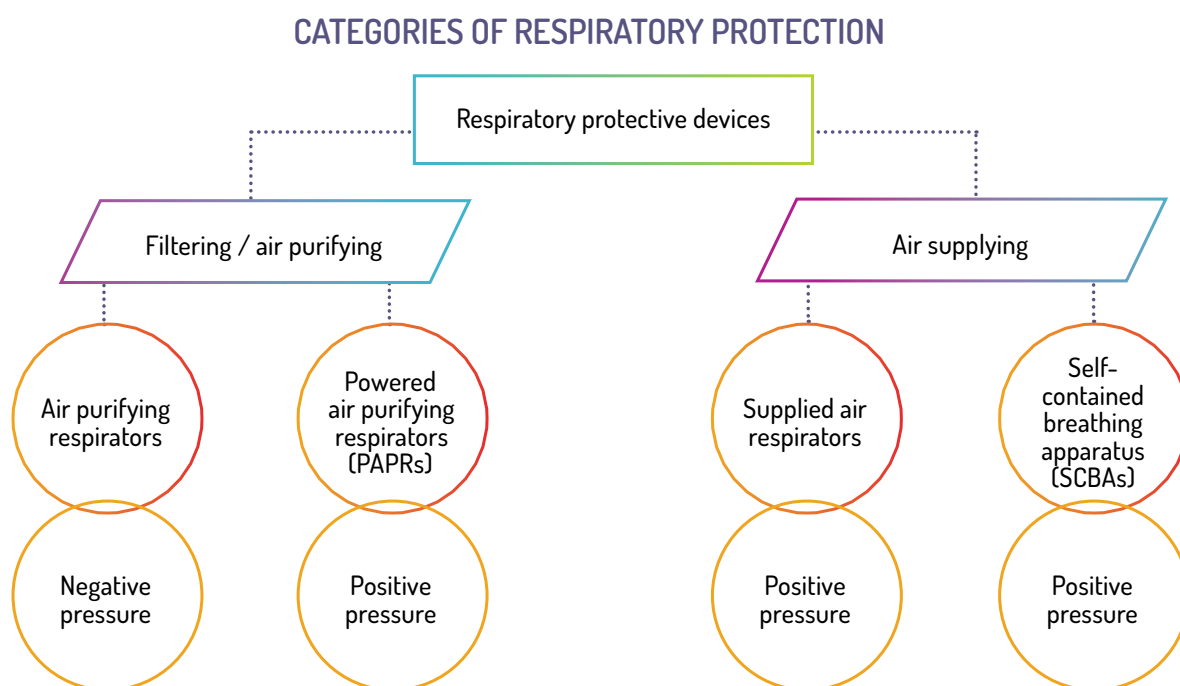 CATEGORIES OF RESPIRATORY PROTECTION
Respiratory protective devices
Filtering / air purifying
Air supplying
Air purifying
respirators
Powered
air purifying
respirators
(PAPRs)
Supplied air
respirators
Self-
contained
breathing
apparatus
(SCBAs)
Negative
pressure
Positive
pressure
Positive
pressure
Positive
pressure